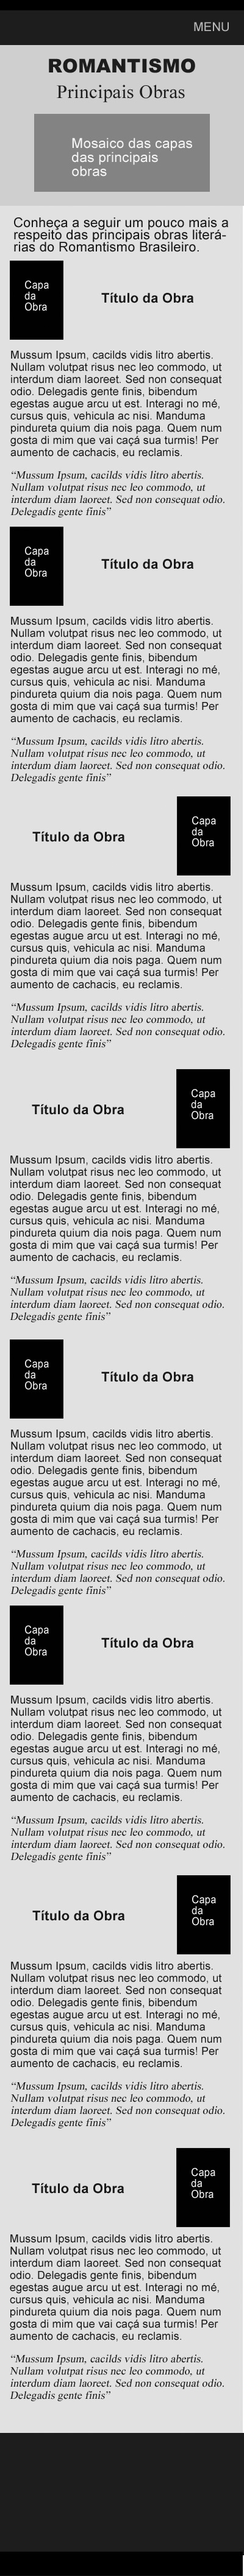 MENU
ROMANTISMO
Principais Obras
Mosaico das capas
das principais
obras
Conheça a seguir um pouco mais a
respeito das principais obras literá-
rias do Romantismo Brasileiro.
Capa
da
Obra
Título da Obra
Mussum Ipsum, cacilds vidis litro abertis.
Nullam volutpat risus nec leo commodo, ut
interdum diam laoreet. Sed non consequat
odio. Delegadis gente finis, bibendum
egestas augue arcu ut est. Interagi no mé,
cursus quis, vehicula ac nisi. Manduma
pindureta quium dia nois paga. Quem num
gosta di mim que vai caçá sua turmis! Per
aumento de cachacis, eu reclamis.
“Mussum Ipsum, cacilds vidis litro abertis.
Nullam volutpat risus nec leo commodo, ut
interdum diam laoreet. Sed non consequat odio.
Delegadis gente finis”
Capa
da
Obra
Título da Obra
Mussum Ipsum, cacilds vidis litro abertis.
Nullam volutpat risus nec leo commodo, ut
interdum diam laoreet. Sed non consequat
odio. Delegadis gente finis, bibendum
egestas augue arcu ut est. Interagi no mé,
cursus quis, vehicula ac nisi. Manduma
pindureta quium dia nois paga. Quem num
gosta di mim que vai caçá sua turmis! Per
aumento de cachacis, eu reclamis.
“Mussum Ipsum, cacilds vidis litro abertis.
Nullam volutpat risus nec leo commodo, ut
interdum diam laoreet. Sed non consequat odio.
Delegadis gente finis”
Título da Obra
Capa
da
Obra
Mussum Ipsum, cacilds vidis litro abertis.
Nullam volutpat risus nec leo commodo, ut
interdum diam laoreet. Sed non consequat
odio. Delegadis gente finis, bibendum
egestas augue arcu ut est. Interagi no mé,
cursus quis, vehicula ac nisi. Manduma
pindureta quium dia nois paga. Quem num
gosta di mim que vai caçá sua turmis! Per
aumento de cachacis, eu reclamis.
“Mussum Ipsum, cacilds vidis litro abertis.
Nullam volutpat risus nec leo commodo, ut
interdum diam laoreet. Sed non consequat odio.
Delegadis gente finis”
Título da Obra
Capa
da
Obra
Mussum Ipsum, cacilds vidis litro abertis.
Nullam volutpat risus nec leo commodo, ut
interdum diam laoreet. Sed non consequat
odio. Delegadis gente finis, bibendum
egestas augue arcu ut est. Interagi no mé,
cursus quis, vehicula ac nisi. Manduma
pindureta quium dia nois paga. Quem num
gosta di mim que vai caçá sua turmis! Per
aumento de cachacis, eu reclamis.
“Mussum Ipsum, cacilds vidis litro abertis.
Nullam volutpat risus nec leo commodo, ut
interdum diam laoreet. Sed non consequat odio.
Delegadis gente finis”
Capa
da
Obra
Título da Obra
Mussum Ipsum, cacilds vidis litro abertis.
Nullam volutpat risus nec leo commodo, ut
interdum diam laoreet. Sed non consequat
odio. Delegadis gente finis, bibendum
egestas augue arcu ut est. Interagi no mé,
cursus quis, vehicula ac nisi. Manduma
pindureta quium dia nois paga. Quem num
gosta di mim que vai caçá sua turmis! Per
aumento de cachacis, eu reclamis.
“Mussum Ipsum, cacilds vidis litro abertis.
Nullam volutpat risus nec leo commodo, ut
interdum diam laoreet. Sed non consequat odio.
Delegadis gente finis”
Capa
da
Obra
Título da Obra
Mussum Ipsum, cacilds vidis litro abertis.
Nullam volutpat risus nec leo commodo, ut
interdum diam laoreet. Sed non consequat
odio. Delegadis gente finis, bibendum
egestas augue arcu ut est. Interagi no mé,
cursus quis, vehicula ac nisi. Manduma
pindureta quium dia nois paga. Quem num
gosta di mim que vai caçá sua turmis! Per
aumento de cachacis, eu reclamis.
“Mussum Ipsum, cacilds vidis litro abertis.
Nullam volutpat risus nec leo commodo, ut
interdum diam laoreet. Sed non consequat odio.
Delegadis gente finis”
Título da Obra
Capa
da
Obra
Mussum Ipsum, cacilds vidis litro abertis.
Nullam volutpat risus nec leo commodo, ut
interdum diam laoreet. Sed non consequat
odio. Delegadis gente finis, bibendum
egestas augue arcu ut est. Interagi no mé,
cursus quis, vehicula ac nisi. Manduma
pindureta quium dia nois paga. Quem num
gosta di mim que vai caçá sua turmis! Per
aumento de cachacis, eu reclamis.
“Mussum Ipsum, cacilds vidis litro abertis.
Nullam volutpat risus nec leo commodo, ut
interdum diam laoreet. Sed non consequat odio.
Delegadis gente finis”
Título da Obra
Capa
da
Obra
Mussum Ipsum, cacilds vidis litro abertis.
Nullam volutpat risus nec leo commodo, ut
interdum diam laoreet. Sed non consequat
odio. Delegadis gente finis, bibendum
egestas augue arcu ut est. Interagi no mé,
cursus quis, vehicula ac nisi. Manduma
pindureta quium dia nois paga. Quem num
gosta di mim que vai caçá sua turmis! Per
aumento de cachacis, eu reclamis.
“Mussum Ipsum, cacilds vidis litro abertis.
Nullam volutpat risus nec leo commodo, ut
interdum diam laoreet. Sed non consequat odio.
Delegadis gente finis”